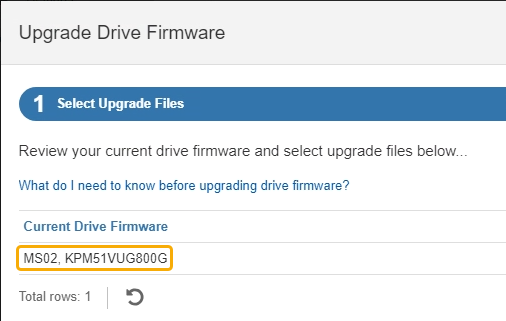 Upgrade Drive Firmware
1 Select Upgrade Files
Review your current drive firmware and select upgrade files below...
What do I need to know before upgrading drive firmware?
Current Drive Firmware
MS02, KPM51VUG800G
Total rows: 1